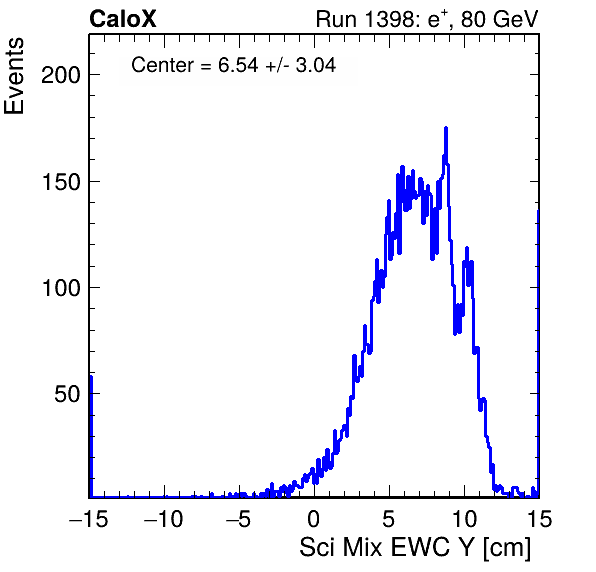 CaloX
Run 1398: e+, 80 GeV
Center = 6.54 +/- 3.04
Events
200
150
100
50
−15 −10 −5 0 5 10 15
Sci Mix EWC Y [cm]